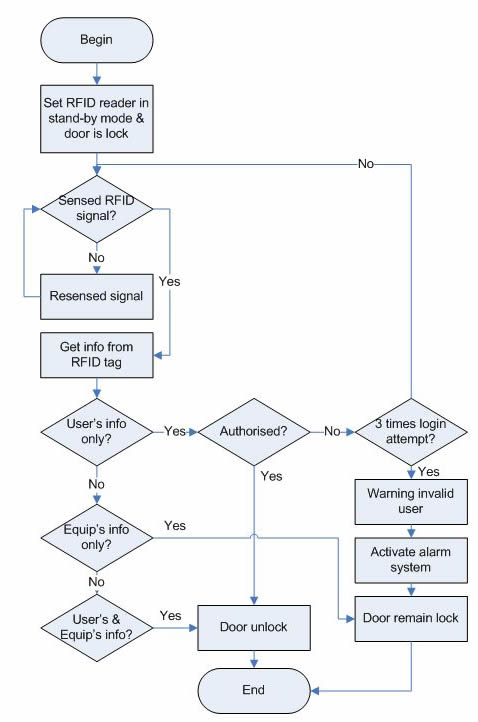 Begin
Set RFID reader in
stand-by mode &
door is lock
No
Sensed RFID
signal?
No
Yes
Resensed signal
Get info from
RFID tag
User's info
only?
Yes
Authorised?
No
3 times login
attempt?
Yes
Yes
No
Warning invalid
user
Equip's info
only?
Yes
Activate alarm
system
No
User's &
Equip's info?
Yes
Door unlock
Door remain lock
End